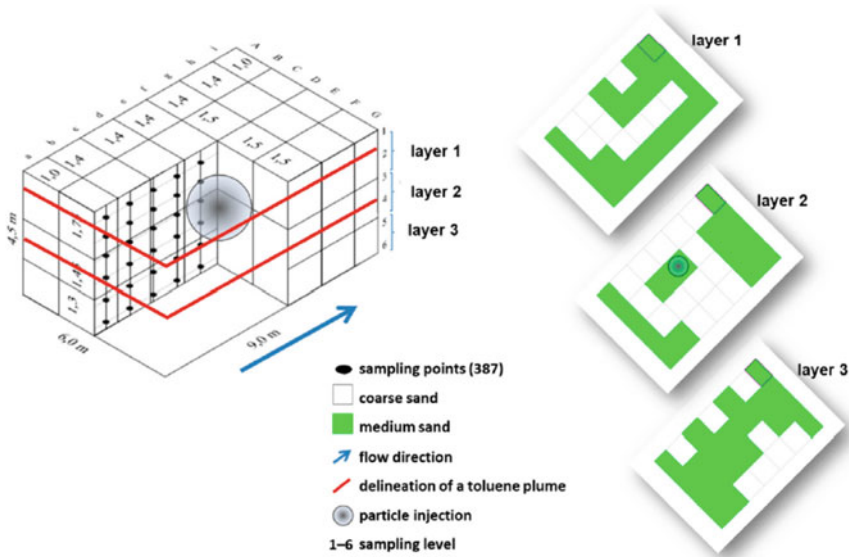 A B C D E F G
1,0 1,4 1,4 1,4 1,4 1,4 1,0
1,5 1,5 1,5
1
2
3
4
5
6
layer 1
layer 2
layer 3
4,5 m
1,7
1,3
6,0 m
9,0 m
sampling points (387)
coarse sand
medium sand
flow direction
delineation of a toluene plume
particle injection
1–6 sampling level
layer 1
layer 2
layer 3